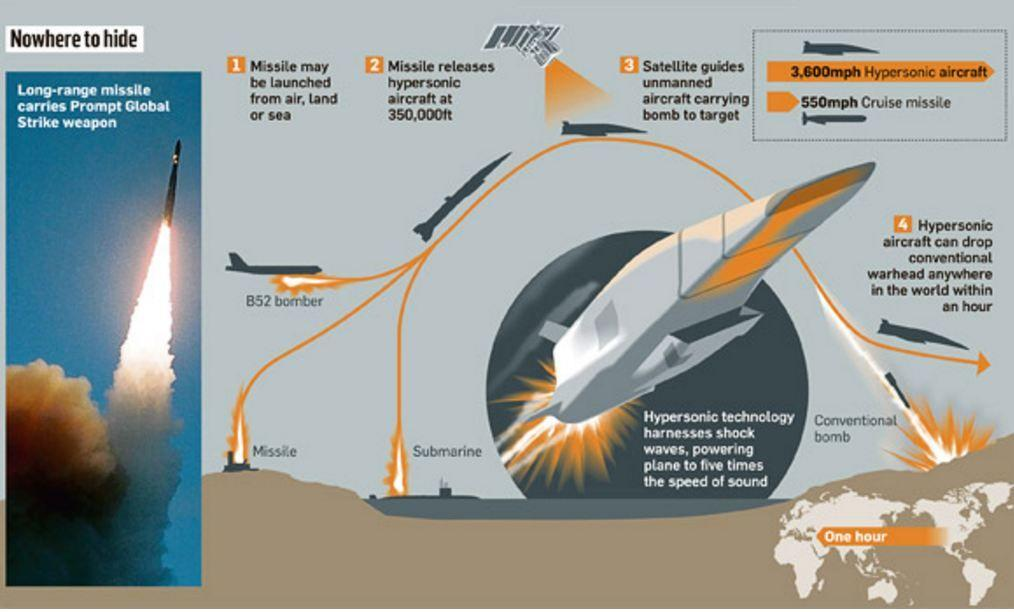 Nowhere to hide
Long-range missile
carries Prompt Global
Strike weapon
1 Missile may
be launched
from air, land
or sea
2 Missile releases
hypersonic
aircraft at
350,000ft
3 Satellite guides
unmanned
aircraft carrying
bomb to target
3,600mph Hypersonic aircraft
550mph Cruise missile
4 Hypersonic
aircraft can drop
conventional
warhead anywhere
in the world within
an hour
B52 bomber
Missile
Submarine
Hypersonic technology
harnesses shock
waves, powering
plane to five times
the speed of sound
Conventional
bomb
One hour